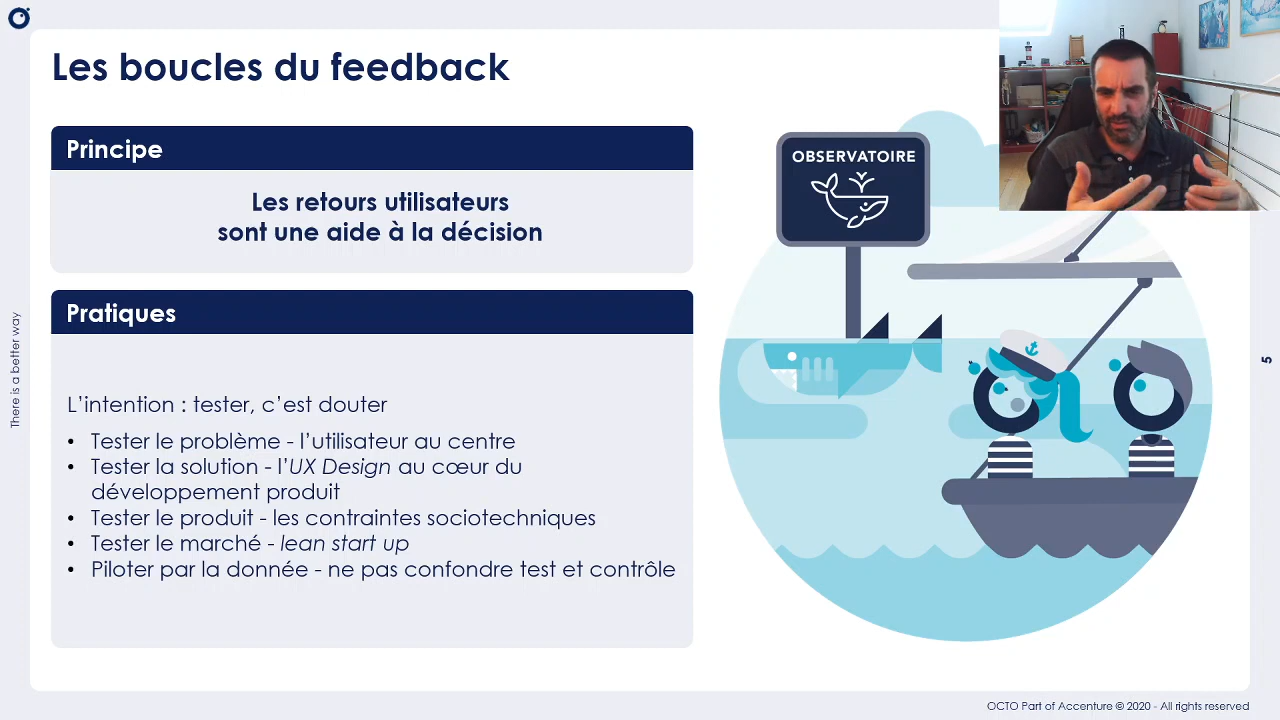 Les boucles du feedback
Principe
Les retours utilisateurs
sont une aide à la décision
Pratiques
L’intention : tester, c’est douter
• Tester le problème - l’utilisateur au centre
• Tester la solution - l’UX Design au cœur du
développement produit
• Tester le produit - les contraintes sociotechniques
• Tester le marché - lean start up
• Piloter par la donnée - ne pas confondre test et contrôle
OBSERVATOIRE
There is a better way
5
OCTO Part of Accenture © 2020 - All rights reserved